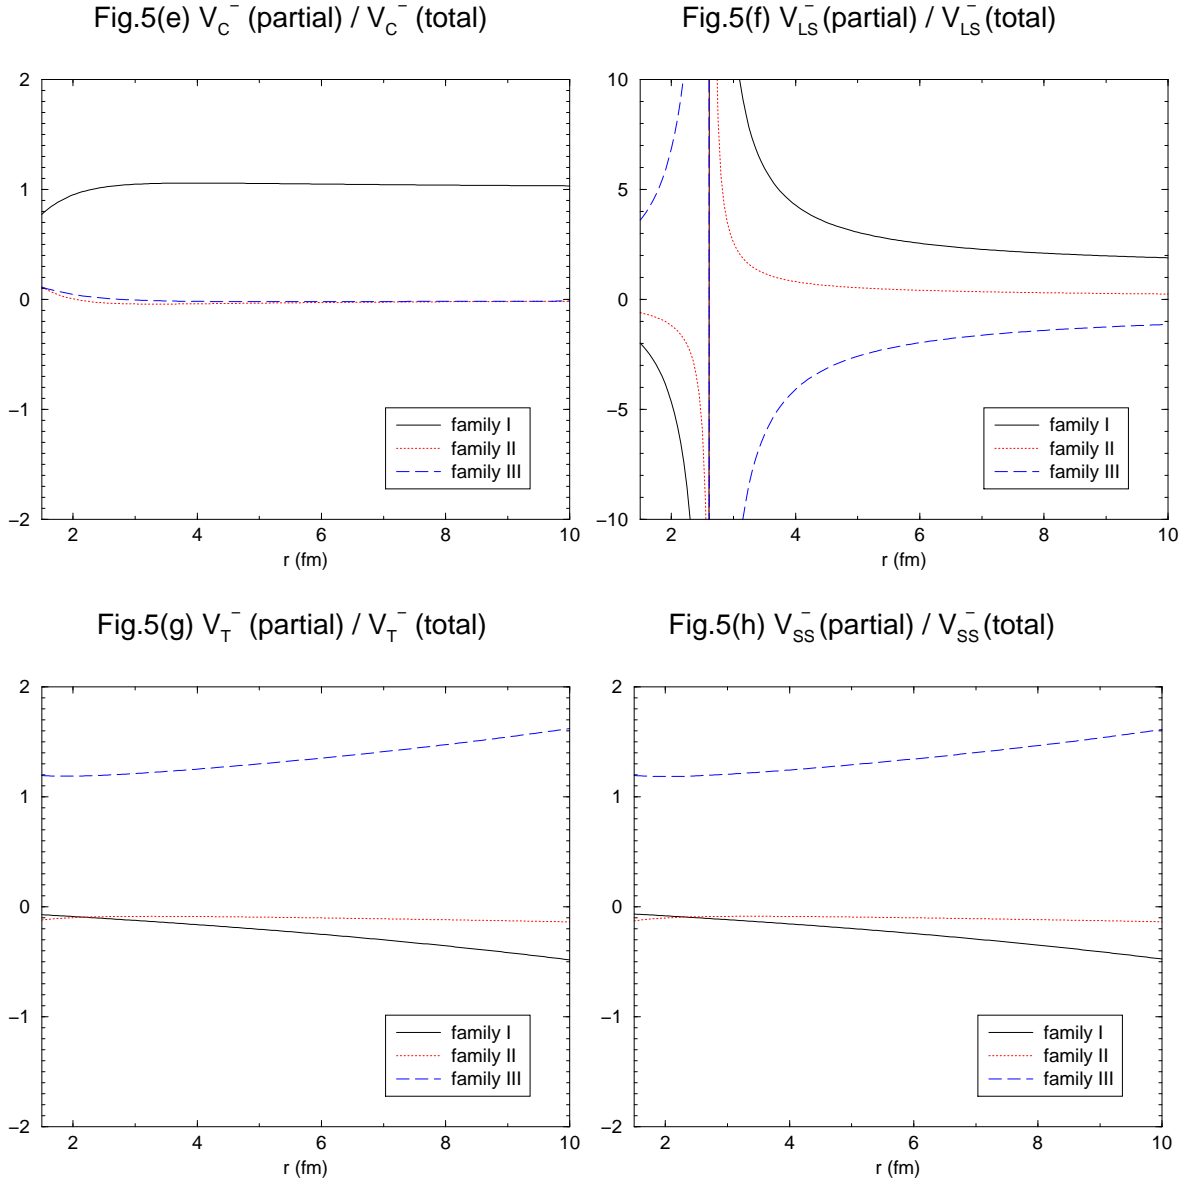 Fig.5(e) V_C^− (partial) / V_C^− (total)
2
1
0
−1
−2
2 4 6 8 10
r (fm)
family I
family II
family III
Fig.5(f) V_LS^− (partial) / V_LS^− (total)
10
5
0
−5
−10
2 4 6 8 10
r (fm)
family I
family II
family III
Fig.5(g) V_T^− (partial) / V_T^− (total)
2
1
0
−1
−2
2 4 6 8 10
r (fm)
family I
family II
family III
Fig.5(h) V_SS^− (partial) / V_SS^− (total)
2
1
0
−1
−2
2 4 6 8 10
r (fm)
family I
family II
family III